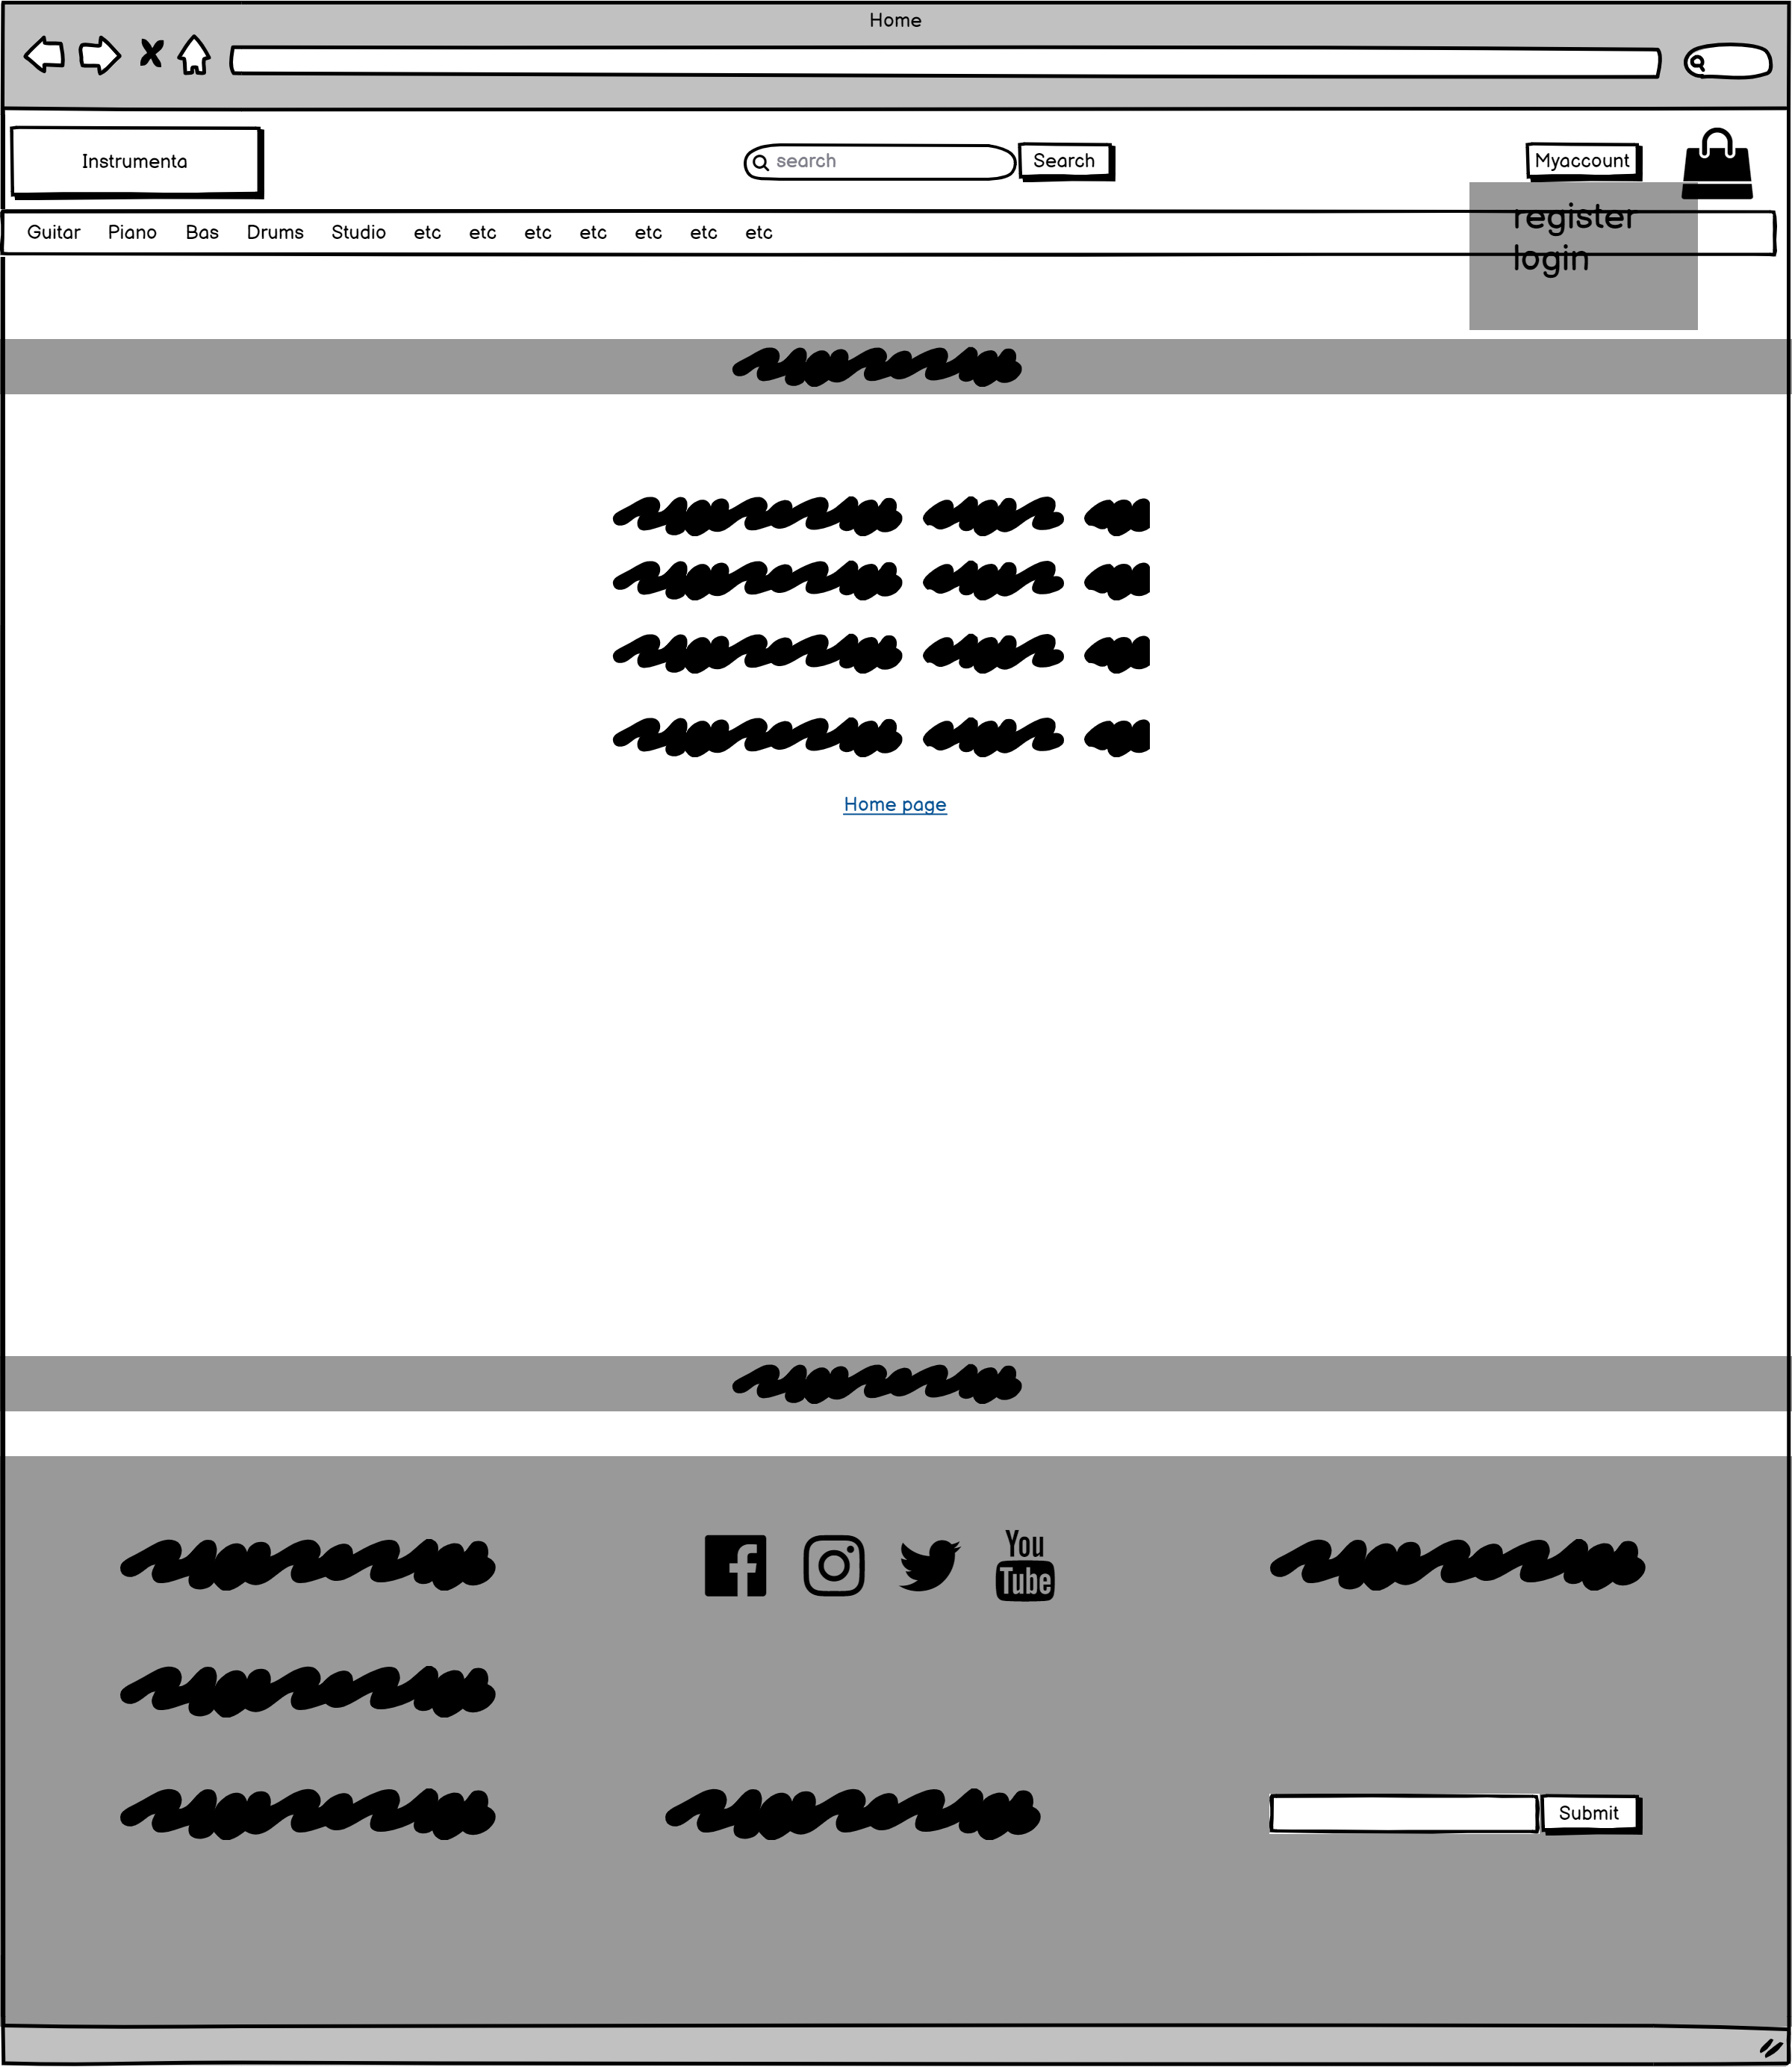 Home
Instrumenta
search
Search
Myaccount
register
login
Guitar Piano Bas Drums Studio etc etc etc etc etc etc etc
Home page
You
Tube
Submit